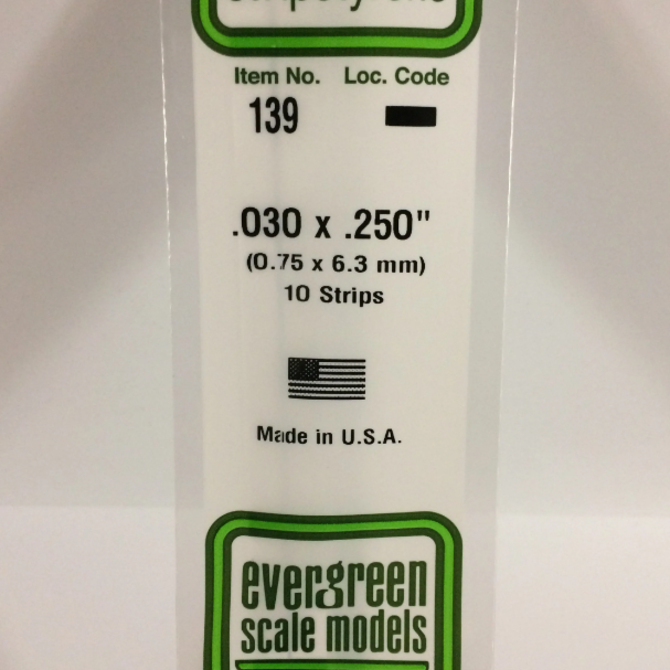 Item No. Loc. Code
139
.030 x .250"
(0.75 x 6.3 mm)
10 Strips
Made in U.S.A.
evergreen
scale models